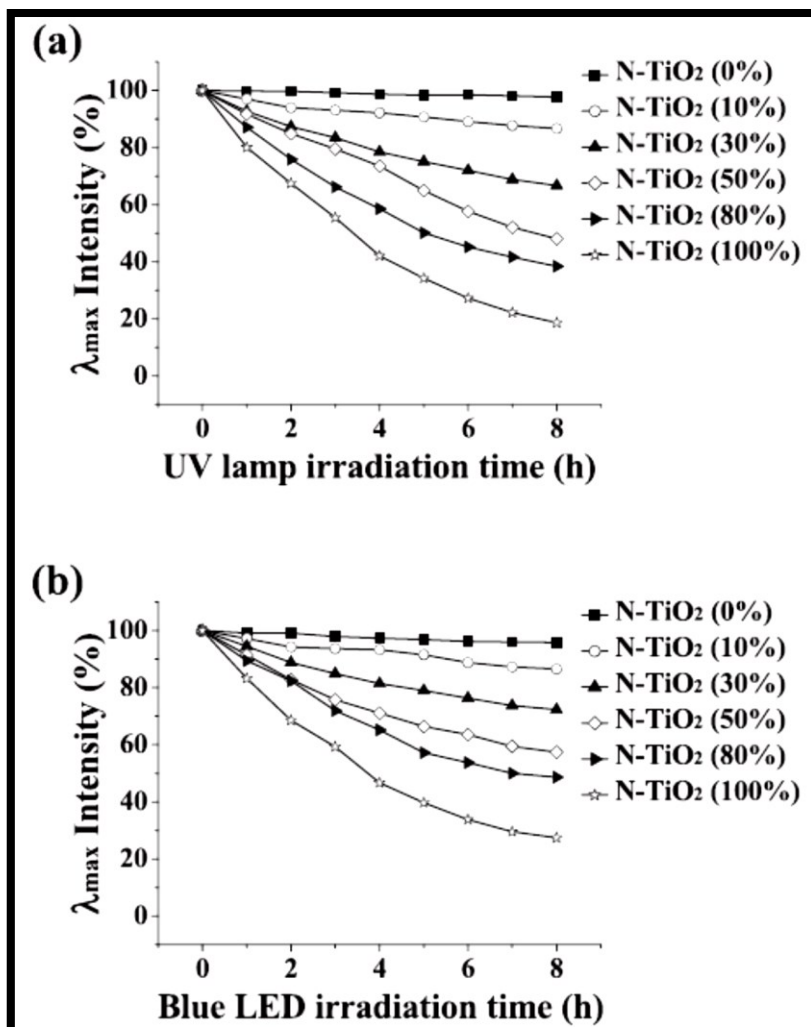 (a)
100
80
60
40
20
0
λmax Intensity (%)
0 2 4 6 8
UV lamp irradiation time (h)
N-TiO2 (0%)
N-TiO2 (10%)
N-TiO2 (30%)
N-TiO2 (50%)
N-TiO2 (80%)
N-TiO2 (100%)
(b)
100
80
60
40
20
0
λmax Intensity (%)
0 2 4 6 8
Blue LED irradiation time (h)
N-TiO2 (0%)
N-TiO2 (10%)
N-TiO2 (30%)
N-TiO2 (50%)
N-TiO2 (80%)
N-TiO2 (100%)